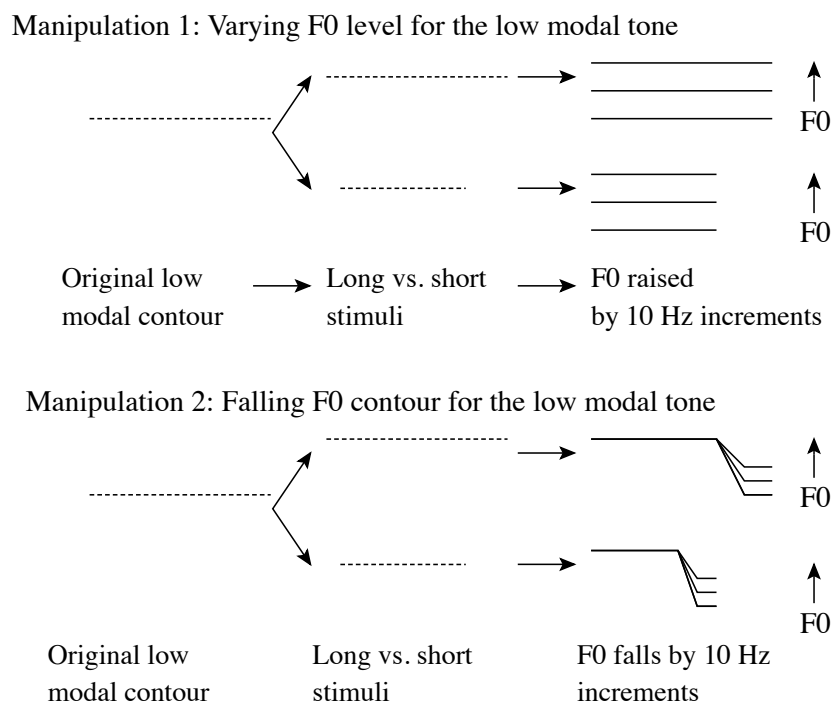 Manipulation 1: Varying F0 level for the low modal tone
F0
F0
Original low
modal contour
Long vs. short
stimuli
F0 raised
by 10 Hz increments
Manipulation 2: Falling F0 contour for the low modal tone
F0
F0
Original low
modal contour
Long vs. short
stimuli
F0 falls by 10 Hz
increments